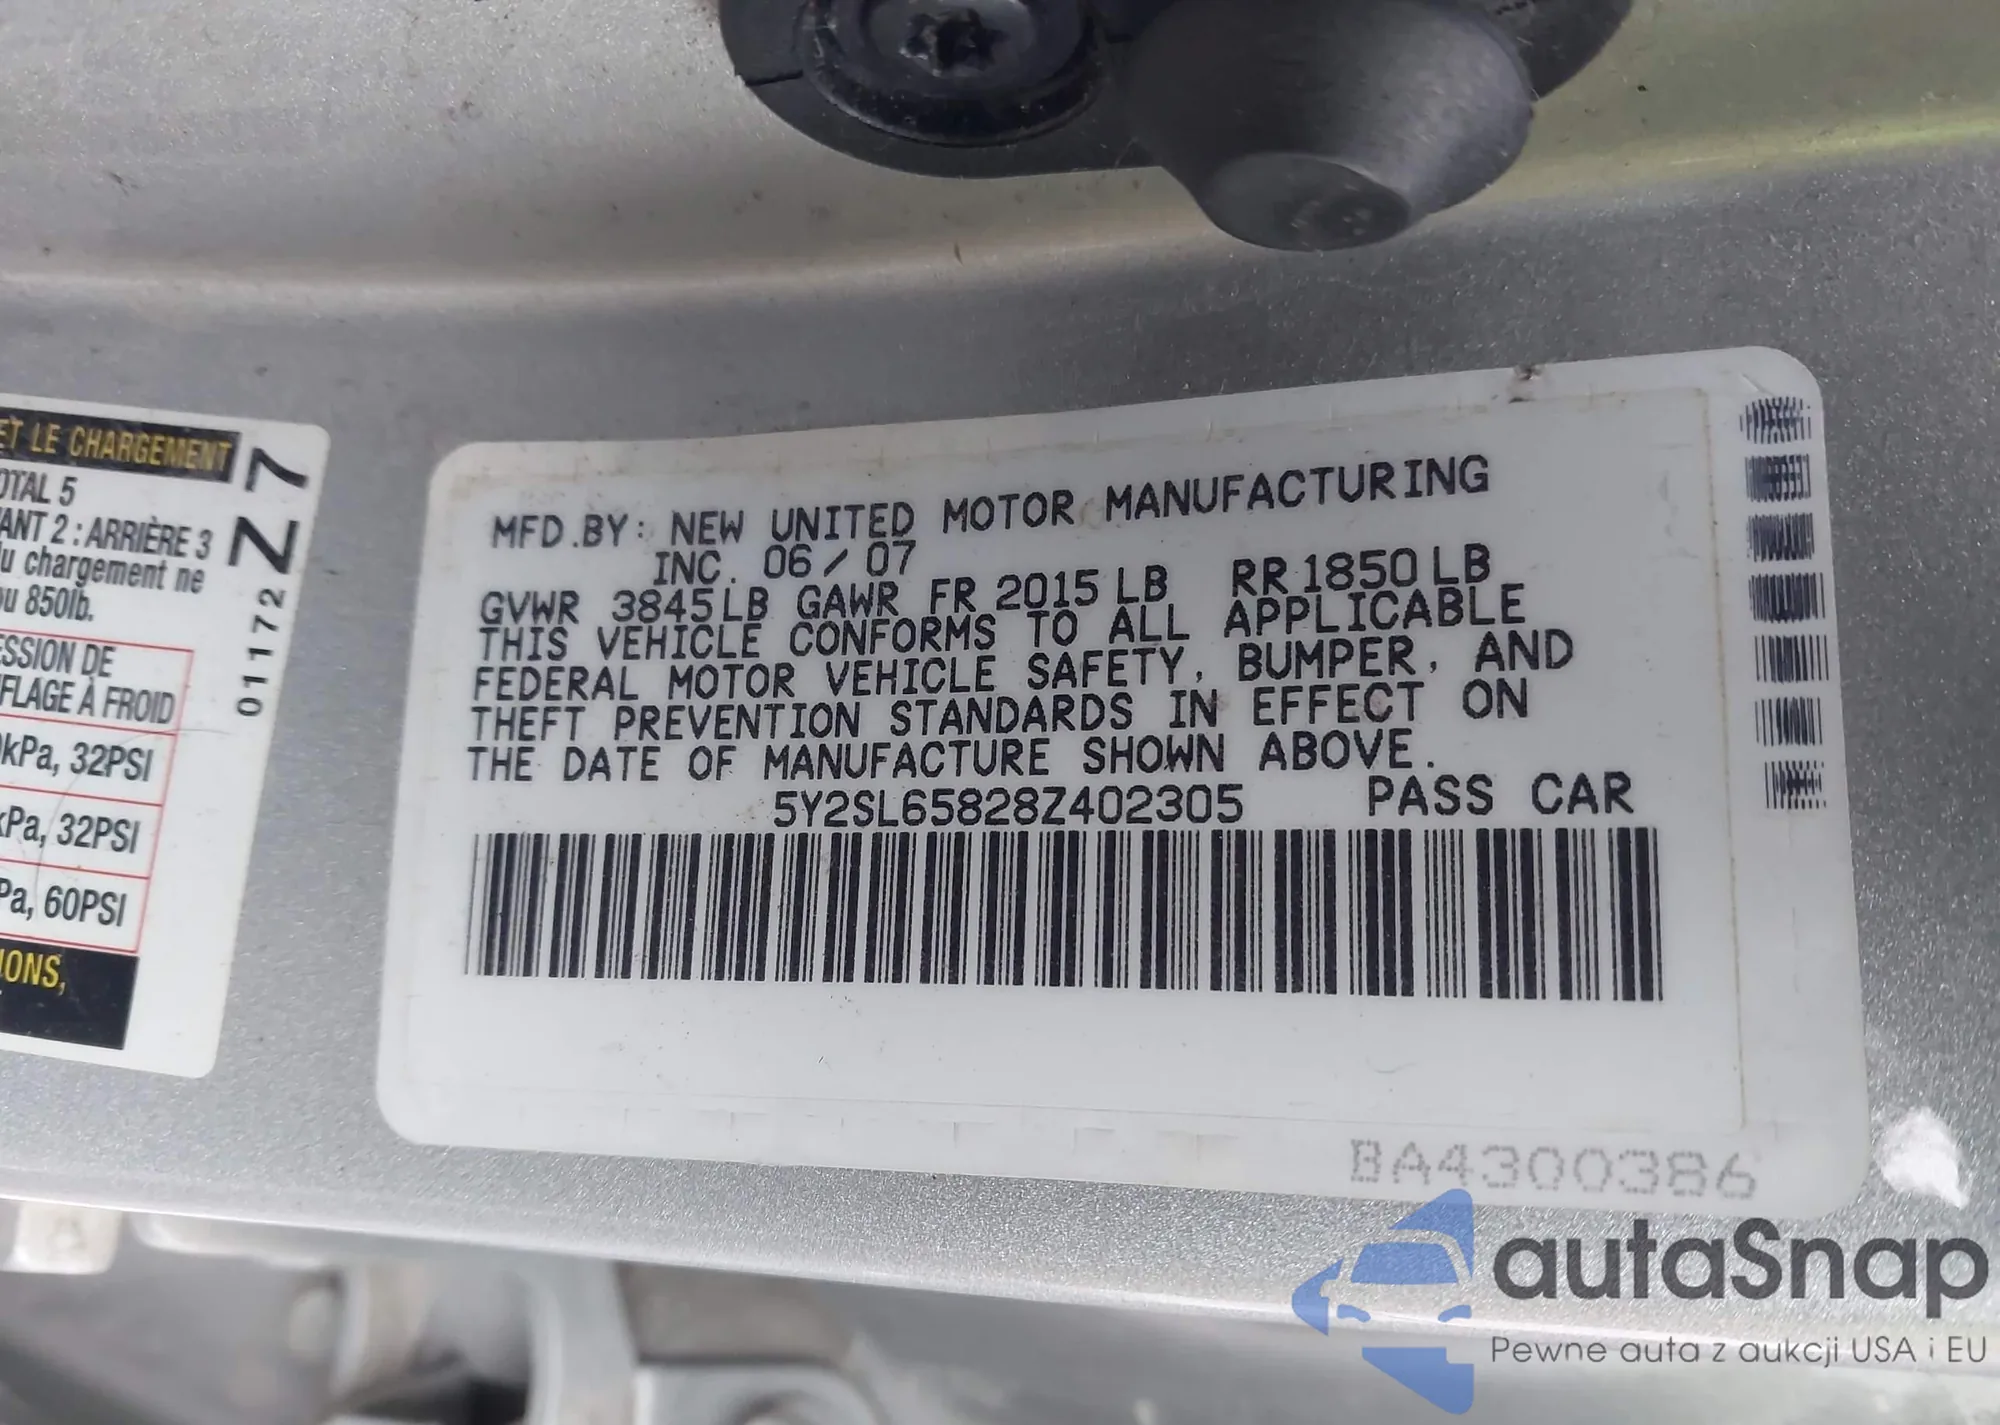 ET LE CHARGEMENT
OTAL 5
VANT 2 : ARRIÈRE 3
du chargement ne
ou 850lb.
ESSION DE
FLAGE À FROID
kPa, 32PSI
kPa, 32PSI
Pa, 60PSI
IONS,
01172 Z7
MFD.BY: NEW UNITED MOTOR MANUFACTURING
INC. 06/07
GVWR 3845LB GAWR FR 2015LB RR1850LB
THIS VEHICLE CONFORMS TO ALL APPLICABLE
FEDERAL MOTOR VEHICLE SAFETY, BUMPER, AND
THEFT PREVENTION STANDARDS IN EFFECT ON
THE DATE OF MANUFACTURE SHOWN ABOVE.
5Y2SL65828Z402305 PASS CAR
BA4300386
autaSnap
Pewne auta z aukcji USA i EU